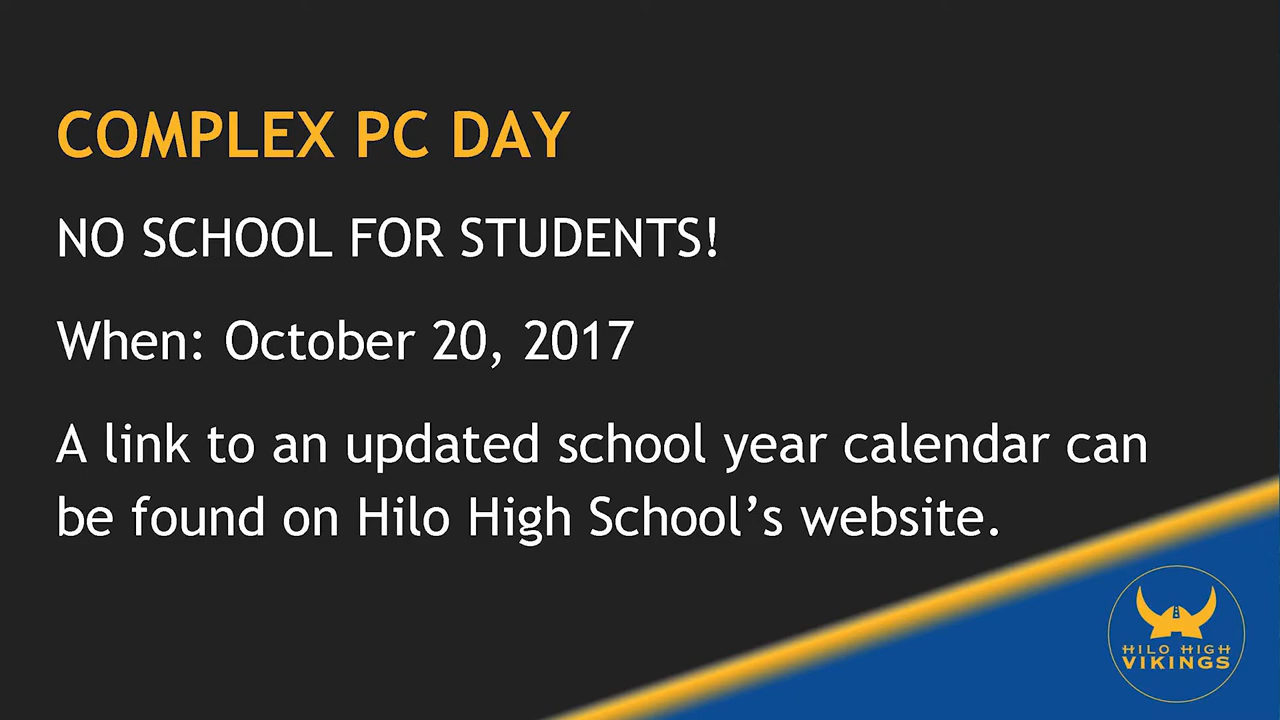 COMPLEX PC DAY
NO SCHOOL FOR STUDENTS!
When: October 20, 2017
A link to an updated school year calendar can
be found on Hilo High School’s website.
HILO HIGH
VIKINGS